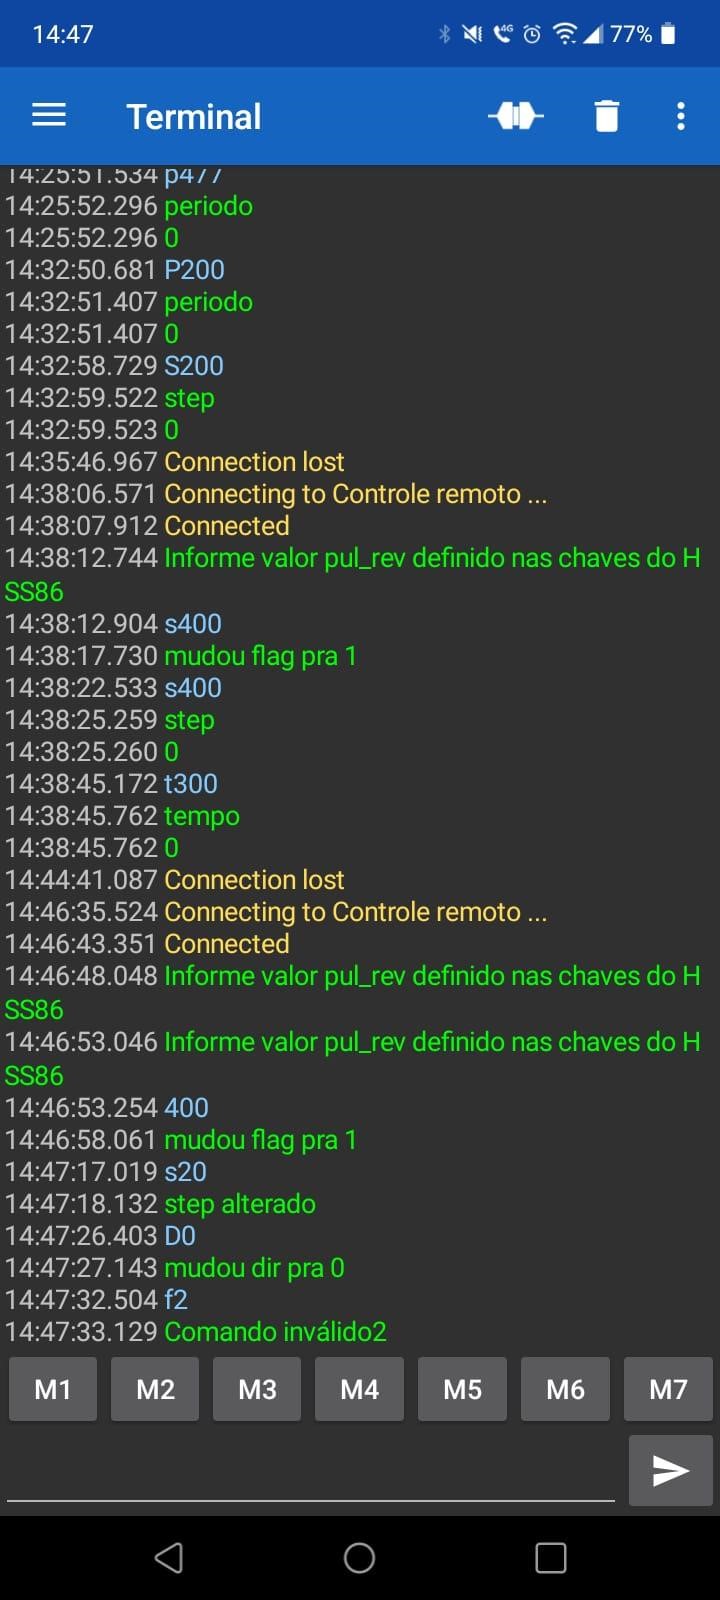 14:47
4G
77%
Terminal
14:25:51.534 p477
14:25:52.296 periodo
14:25:52.296 0
14:32:50.681 P200
14:32:51.407 periodo
14:32:51.407 0
14:32:58.729 S200
14:32:59.522 step
14:32:59.523 0
14:35:46.967 Connection lost
14:38:06.571 Connecting to Controle remoto ...
14:38:07.912 Connected
14:38:12.744 Informe valor pul_rev definido nas chaves do H
SS86
14:38:12.904 s400
14:38:17.730 mudou flag pra 1
14:38:22.533 s400
14:38:25.259 step
14:38:25.260 0
14:38:45.172 t300
14:38:45.762 tempo
14:38:45.762 0
14:44:41.087 Connection lost
14:46:35.524 Connecting to Controle remoto ...
14:46:43.351 Connected
14:46:48.048 Informe valor pul_rev definido nas chaves do H
SS86
14:46:53.046 Informe valor pul_rev definido nas chaves do H
SS86
14:46:53.254 400
14:46:58.061 mudou flag pra 1
14:47:17.019 s20
14:47:18.132 step alterado
14:47:26.403 D0
14:47:27.143 mudou dir pra 0
14:47:32.504 f2
14:47:33.129 Comando inválido2
M1 M2 M3 M4 M5 M6 M7